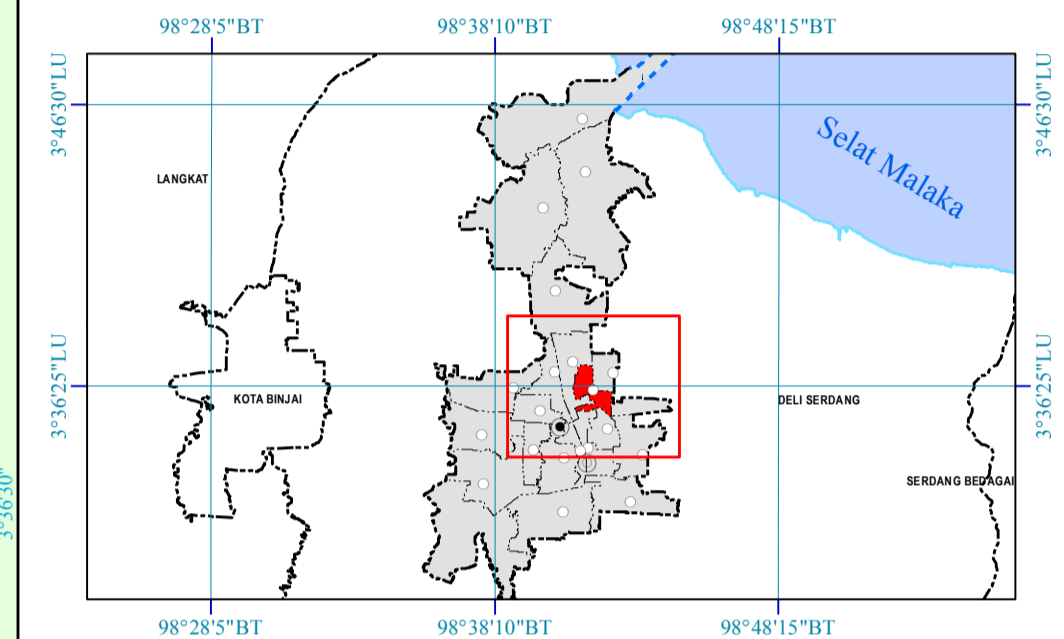 98°28'5"BT 98°38'10"BT 98°48'15"BT
3°46'30"LU 3°46'30"LU
Selat Malaka
LANGKAT
3°36'25"LU 3°36'25"LU
KOTA BINJAI DELI SERDANG
SERDANG BEDAGAI
3°36'30"
98°28'5"BT 98°38'10"BT 98°48'15"BT